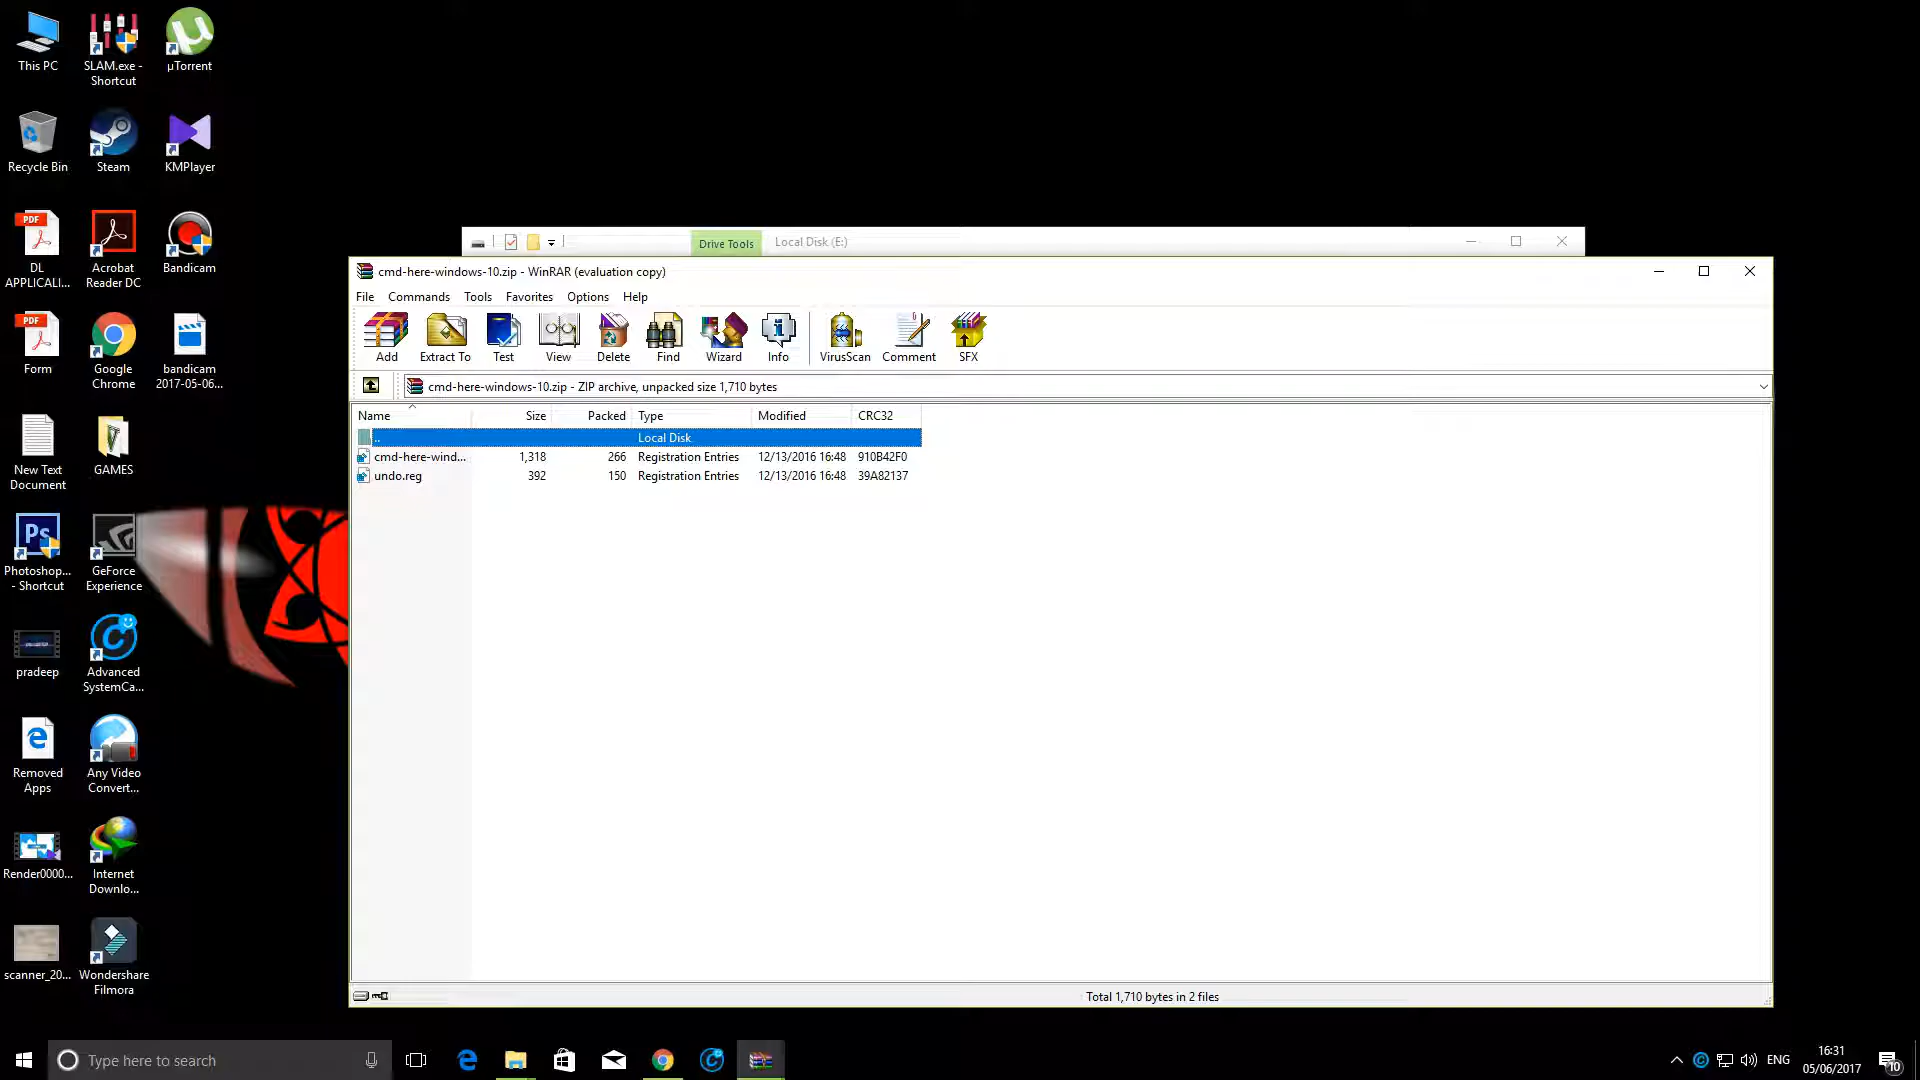 This PC
SLAM.exe -
Shortcut
µTorrent
Recycle Bin
Steam
KMPlayer
PDF
DL
APPLICALI...
Acrobat
Reader DC
Bandicam
PDF
Form
Google
Chrome
bandicam
2017-05-06...
New Text
Document
GAMES
Ps
Photoshop...
- Shortcut
GeForce
Experience
pradeep
Advanced
SystemCa...
Removed
Apps
Any Video
Convert...
Render0000...
Internet
Downlo...
scanner_20...
Wondershare
Filmora
Drive Tools
Local Disk (E:)
cmd-here-windows-10.zip - WinRAR (evaluation copy)
File Commands Tools Favorites Options Help
Add Extract To Test View Delete Find Wizard Info VirusScan Comment SFX
cmd-here-windows-10.zip - ZIP archive, unpacked size 1,710 bytes
Name Size Packed Type Modified CRC32
.. Local Disk
cmd-here-wind... 1,318 266 Registration Entries 12/13/2016 16:48 910B42F0
undo.reg 392 150 Registration Entries 12/13/2016 16:48 39A82137
Total 1,710 bytes in 2 files
Type here to search
ENG
16:31
05/06/2017
10